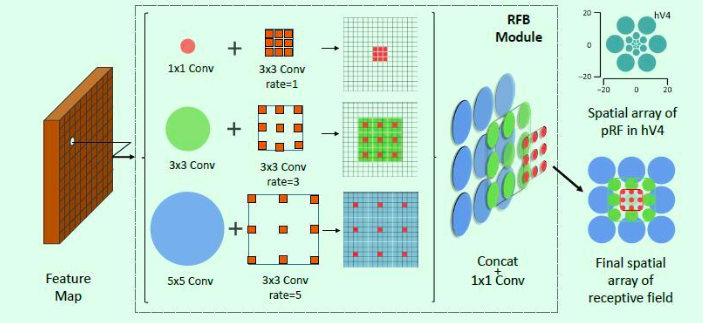 Feature
Map
1x1 Conv
+
3x3 Conv
rate=1
3x3 Conv
+
3x3 Conv
rate=3
5x5 Conv
+
3x3 Conv
rate=5
RFB
Module
Concat
+
1x1 Conv
hV4
20
0
-20
-20
0
20
Spatial array of
pRF in hV4
Final spatial
array of
receptive field